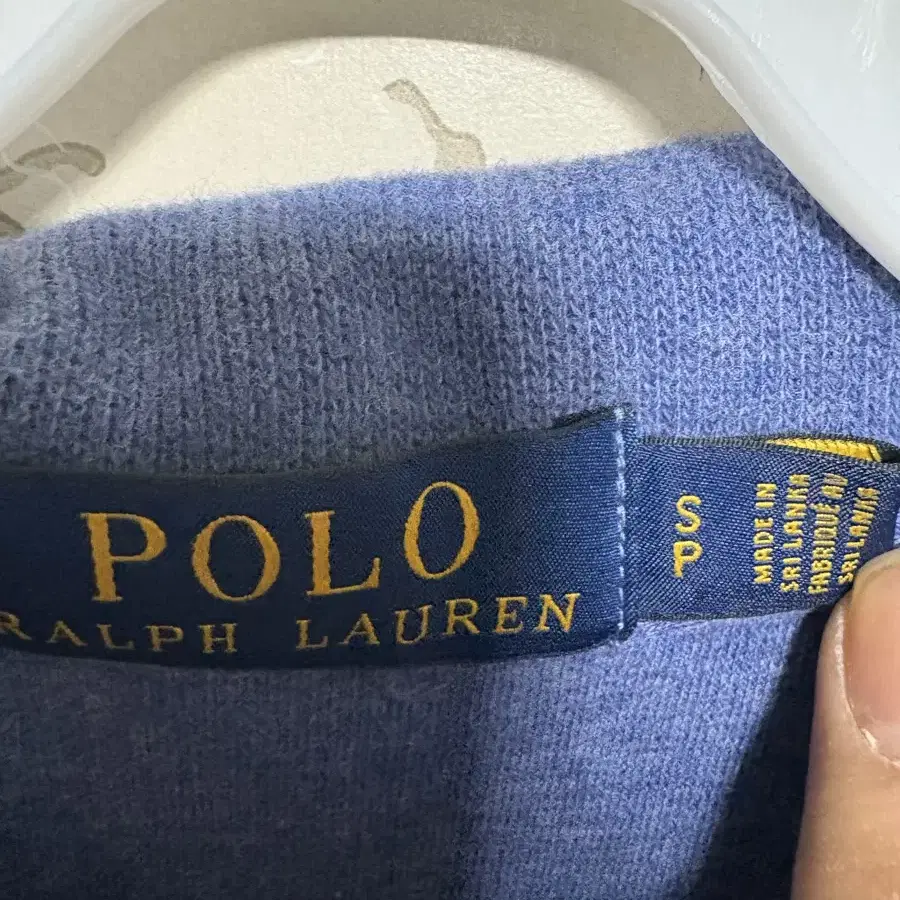 POLO
RALPH LAUREN
S
P
MADE IN
SRI LANKA
FABRIQUÉ AU
SRI LANKA